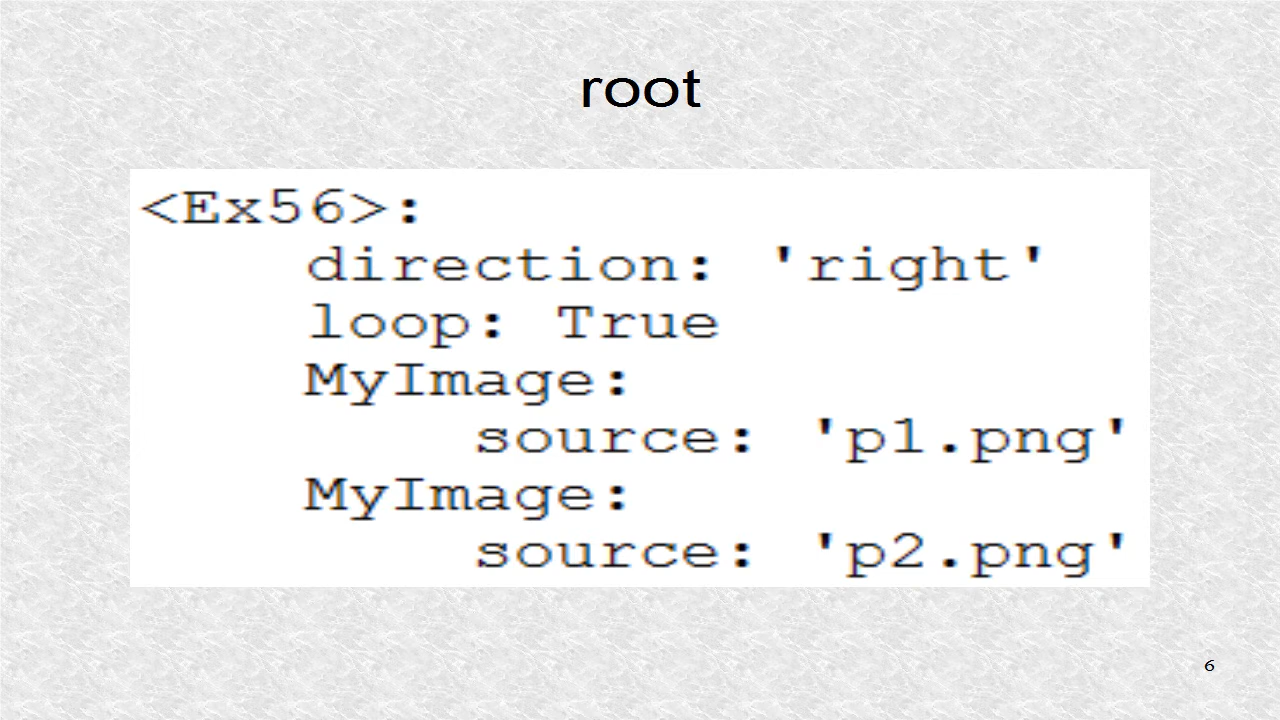 root
<Ex56>:
    direction: 'right'
    loop: True
    MyImage:
        source: 'p1.png'
    MyImage:
        source: 'p2.png'
6